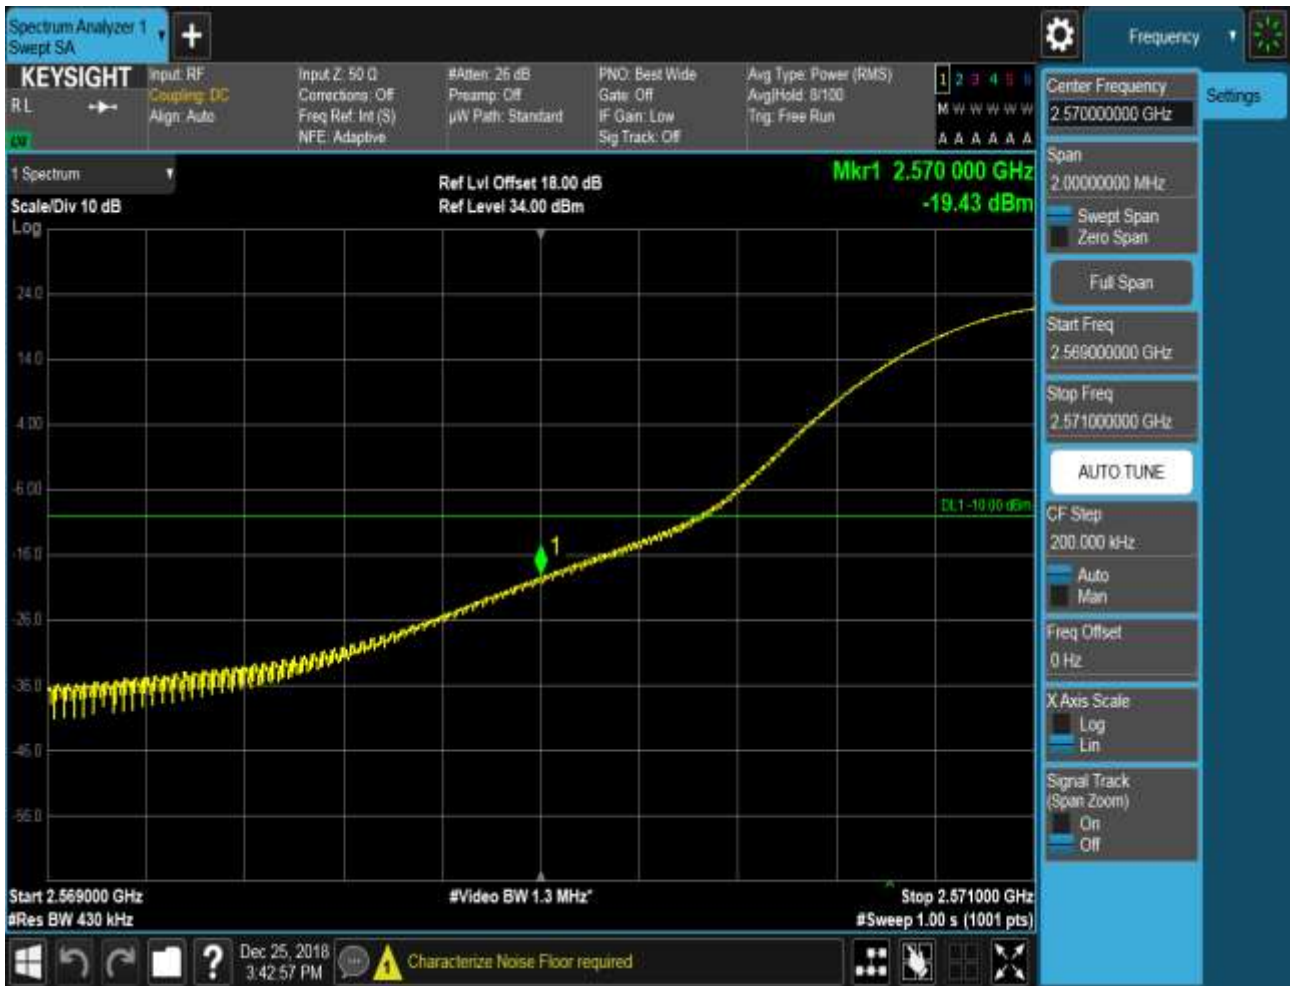 Spectrum Analyzer 1
Swept SA
+
Frequency
KEYSIGHT
RL
Input: RF
Coupling: DC
Align: Auto
Input Z: 50 Ω
Corrections: Off
Freq Ref: Int (S)
NFE: Adaptive
#Atten: 26 dB
Preamp: Off
µW Path: Standard
PNO: Best Wide
Gate: Off
IF Gain: Low
Sig Track: Off
Avg Type: Power (RMS)
Avg|Hold: 8/100
Trig: Free Run
1 2 3 4 5 6
M W W W W W
A A A A A A
Center Frequency
2.570000000 GHz
Settings
Span
2.00000000 MHz
Swept Span
Zero Span
Full Span
Start Freq
2.569000000 GHz
Stop Freq
2.571000000 GHz
AUTO TUNE
CF Step
200.000 kHz
Auto
Man
Freq Offset
0 Hz
X Axis Scale
Log
Lin
Signal Track
(Span Zoom)
On
Off
1 Spectrum
Scale/Div 10 dB
Log
Ref Lvl Offset 18.00 dB
Ref Level 34.00 dBm
Mkr1 2.570 000 GHz
-19.43 dBm
24.0
14.0
4.00
-6.00
DL1 -10.00 dBm
1
-16.0
-26.0
-36.0
-46.0
-56.0
Start 2.569000 GHz
#Res BW 430 kHz
#Video BW 1.3 MHz*
Stop 2.571000 GHz
#Sweep 1.00 s (1001 pts)
?
Dec 25, 2018
3:42:57 PM
1
Characterize Noise Floor required